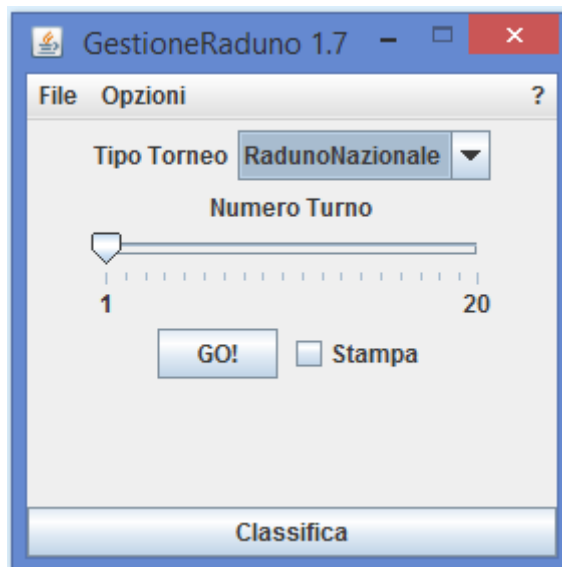 GestioneRaduno 1.7
File Opzioni ?
Tipo Torneo RadunoNazionale
Numero Turno
1 20
GO! Stampa
Classifica